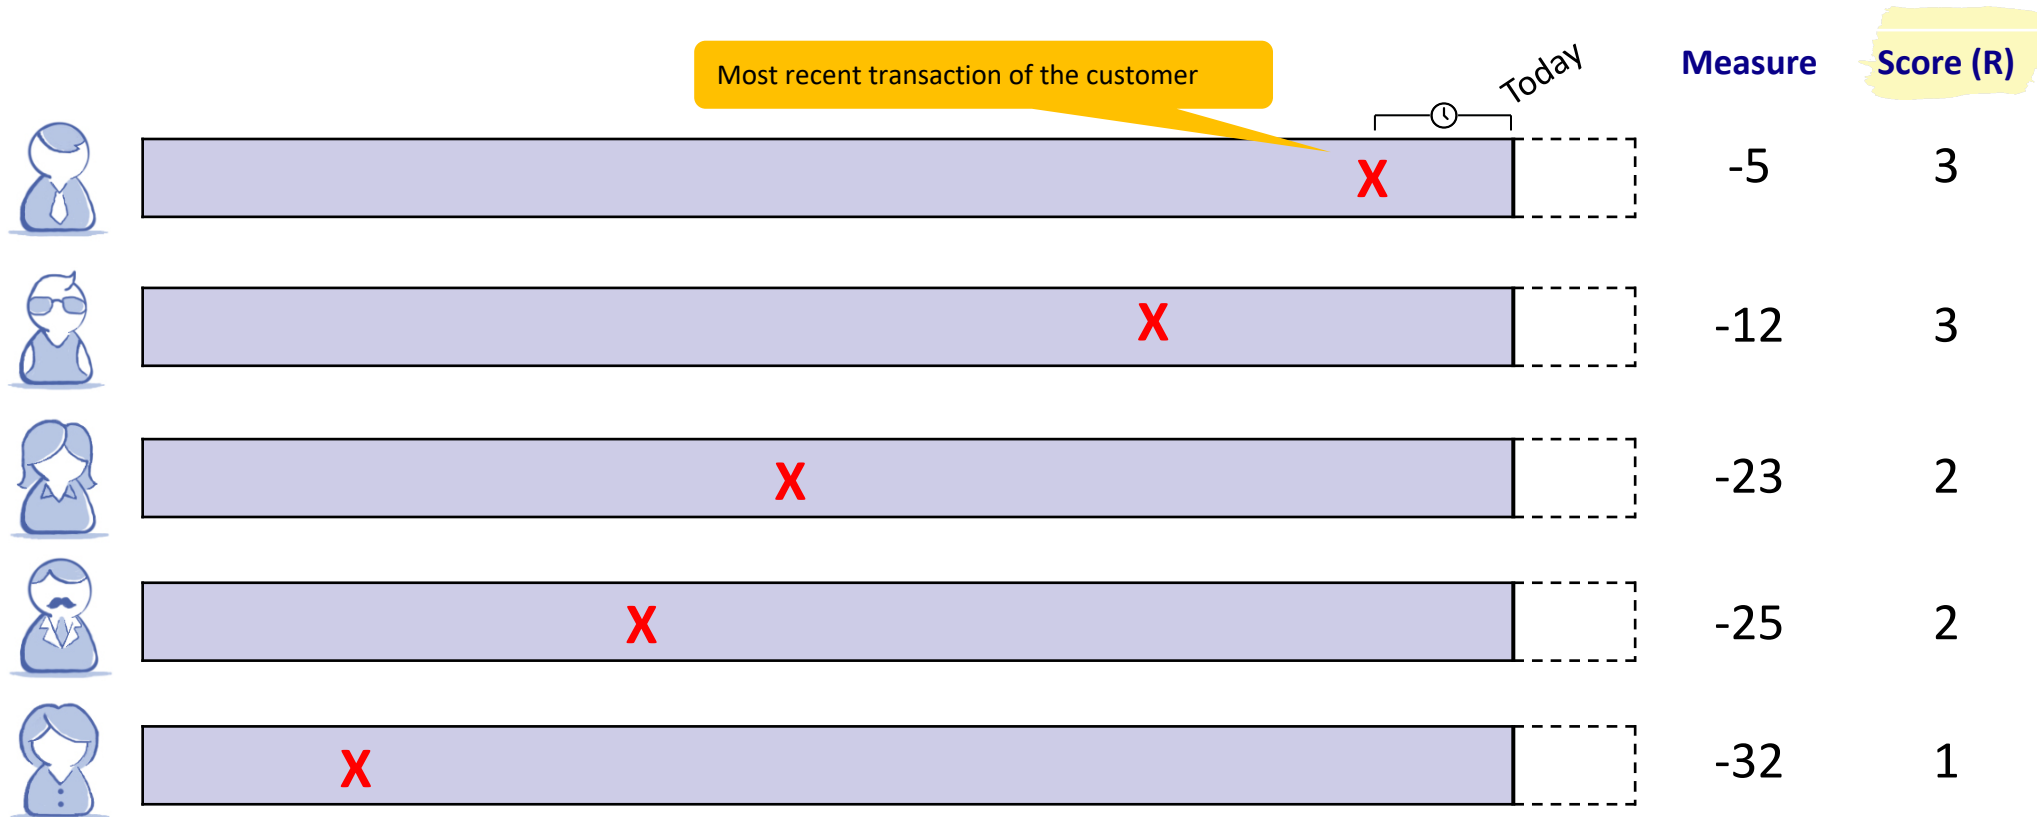 Most recent transaction of the customer
Today
Measure
Score (R)
X
-5
3
X
-12
3
X
-23
2
X
-25
2
X
-32
1